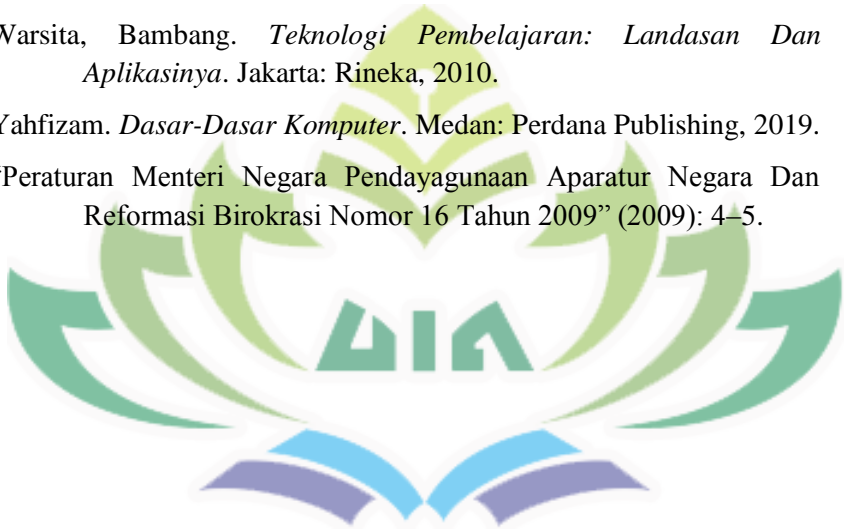 Warsita, Bambang. Teknologi Pembelajaran: Landasan Dan
Aplikasinya. Jakarta: Rineka, 2010.
Yahfizam. Dasar-Dasar Komputer. Medan: Perdana Publishing, 2019.
“Peraturan Menteri Negara Pendayagunaan Aparatur Negara Dan
Reformasi Birokrasi Nomor 16 Tahun 2009” (2009): 4–5.
UIN